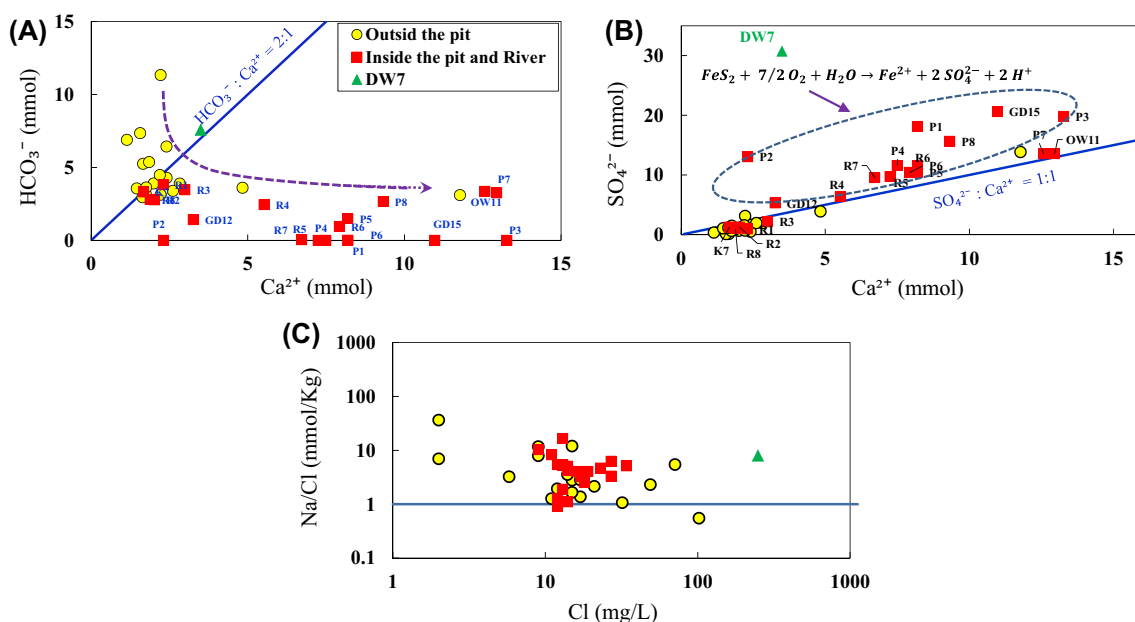 (A)
15
10
5
0
HCO₃⁻ (mmol)
HCO₃⁻ : Ca²⁺ = 2:1
Outside the pit
Inside the pit and River
DW7
R3
P2
GD12
R4
R7
R5
P4
P5
R6
P6
P1
P8
GD15
P7
OW11
P3
0
5
10
15
Ca²⁺ (mmol)
(B)
30
20
10
0
SO₄²⁻ (mmol)
DW7
FeS₂ + 7/2 O₂ + H₂O → Fe²⁺ + 2 SO₄²⁻ + 2 H⁺
P2
P1
GD15
P3
P8
P7
OW11
P4
R6
R7
R5
P6
P5
R4
GD12
R3
R1
R2
K7
R8
SO₄²⁻ : Ca²⁺ = 1:1
0
5
10
15
Ca²⁺ (mmol)
(C)
1000
100
10
1
0.1
Na/Cl (mmol/Kg)
1
10
100
1000
Cl (mg/L)